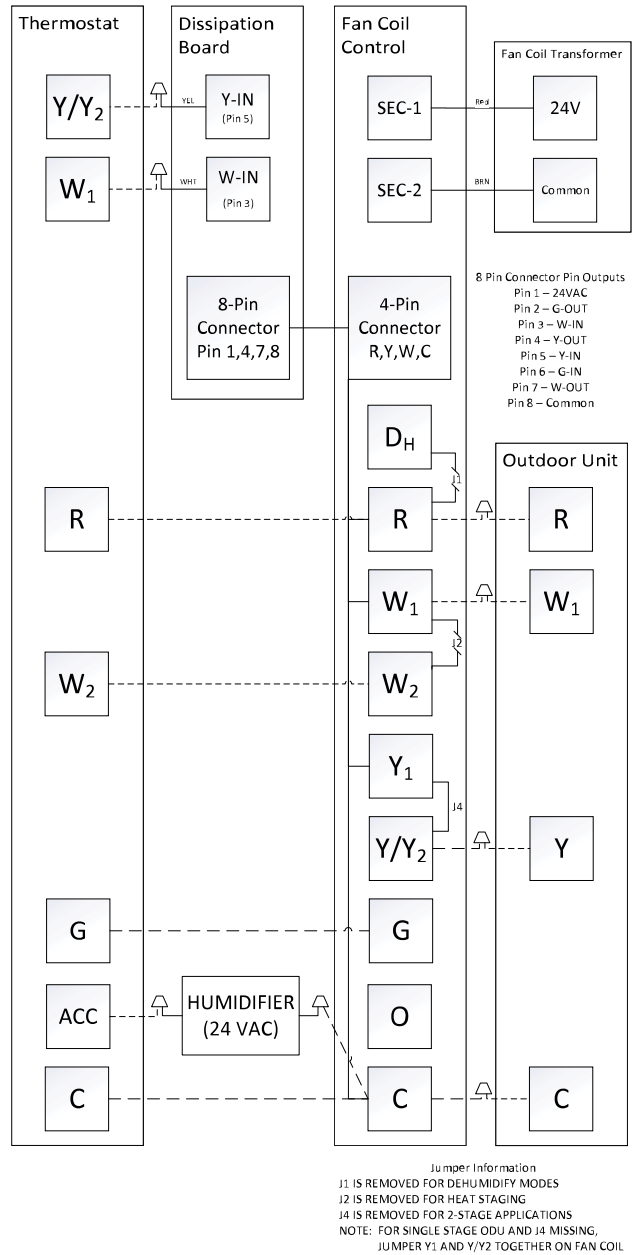 Thermostat
Y/Y2
W1
R
W2
G
ACC
C
Dissipation
Board
YEL
Y-IN
(Pin 5)
WHT
W-IN
(Pin 3)
8-Pin
Connector
Pin 1,4,7,8
HUMIDIFIER
(24 VAC)
Fan Coil
Control
SEC-1
SEC-2
4-Pin
Connector
R,Y,W,C
DH
J1
R
W1
J2
W2
Y1
J4
Y/Y2
G
O
C
Fan Coil Transformer
Red
24V
BRN
Common
8 Pin Connector Pin Outputs
Pin 1 – 24VAC
Pin 2 – G-OUT
Pin 3 – W-IN
Pin 4 – Y-OUT
Pin 5 – Y-IN
Pin 6 – G-IN
Pin 7 – W-OUT
Pin 8 – Common
Outdoor Unit
R
W1
Y
C
Jumper Information
J1 IS REMOVED FOR DEHUMIDIFY MODES
J2 IS REMOVED FOR HEAT STAGING
J4 IS REMOVED FOR 2-STAGE APPLICATIONS
NOTE: FOR SINGLE STAGE ODU AND J4 MISSING,
JUMPER Y1 AND Y/Y2 TOGETHER ON FAN COIL